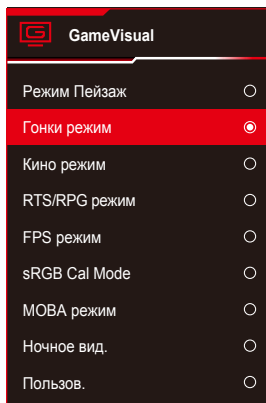 GameVisual
Режим Пейзаж
Гонки режим
Кино режим
RTS/RPG режим
FPS режим
sRGB Cal Mode
MOBA режим
Ночное вид.
Пользов.